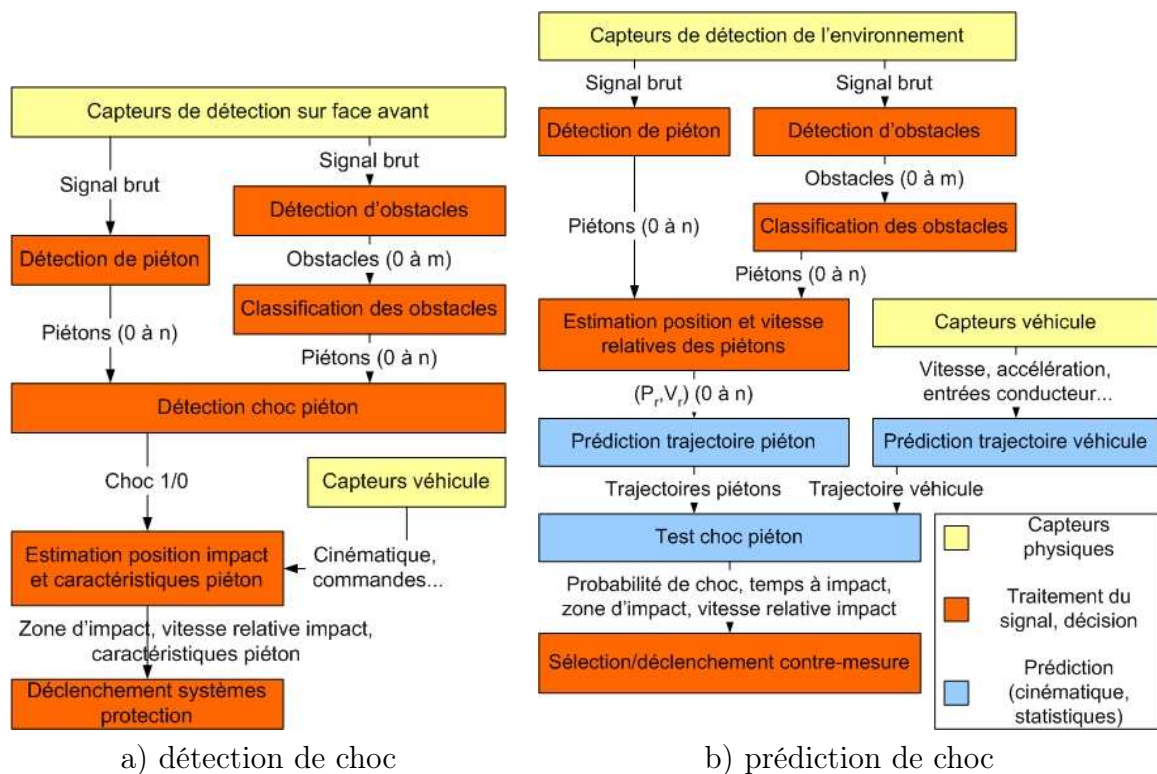 Capteurs de détection sur face avant
Signal brut
Signal brut
Détection d'obstacles
Détection de piéton
Obstacles (0 à m)
Classification des obstacles
Piétons (0 à n)
Piétons (0 à n)
Détection choc piéton
Choc 1/0
Capteurs véhicule
Estimation position impact
et caractéristiques piéton
Cinématique,
commandes...
Zone d'impact, vitesse relative impact,
caractéristiques piéton
Déclenchement systèmes
protection
a) détection de choc
Capteurs de détection de l'environnement
Signal brut
Signal brut
Détection de piéton
Détection d'obstacles
Obstacles (0 à m)
Piétons (0 à n)
Classification des obstacles
Piétons (0 à n)
Estimation position et vitesse
relatives des piétons
Capteurs véhicule
(Pr,Vr) (0 à n)
Vitesse, accélération,
entrées conducteur...
Prédiction trajectoire piéton
Prédiction trajectoire véhicule
Trajectoires piétons
Trajectoire véhicule
Test choc piéton
Probabilité de choc, temps à impact,
zone d'impact, vitesse relative impact
Sélection/déclenchement contre-mesure
Capteurs
physiques
Traitement du
signal, décision
Prédiction
(cinématique,
statistiques)
b) prédiction de choc